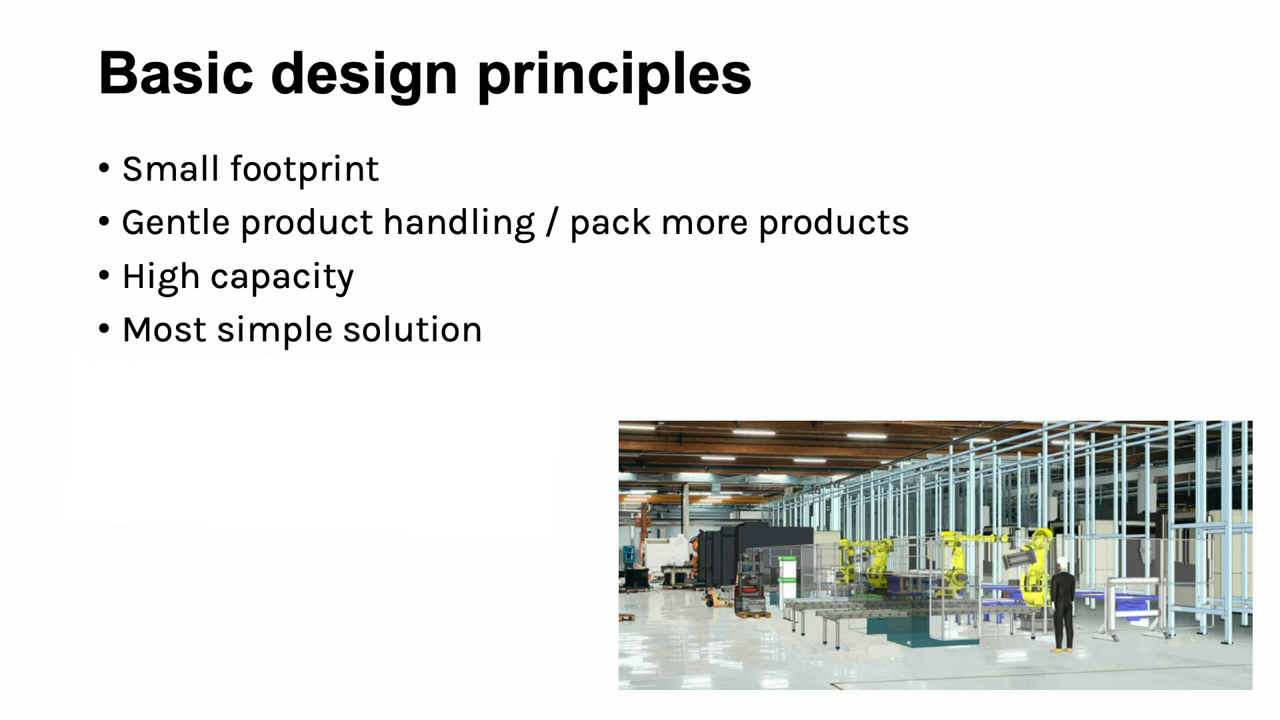 Basic design principles
• Small footprint
• Gentle product handling / pack more products
• High capacity
• Most simple solution